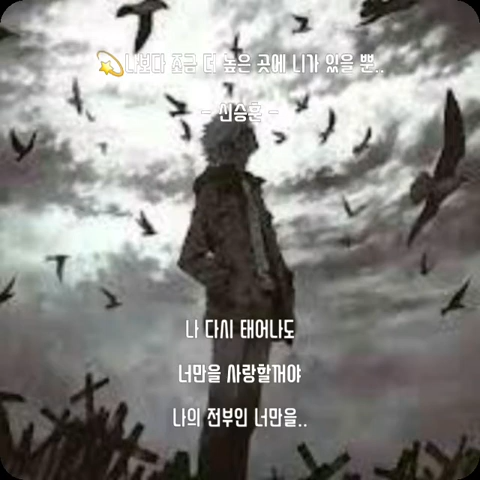 💫나보다 조금 더 높은 곳에 니가 있을 뿐..
- 신승훈 -
나 다시 태어나도
너만을 사랑할꺼야
나의 전부인 너만을..